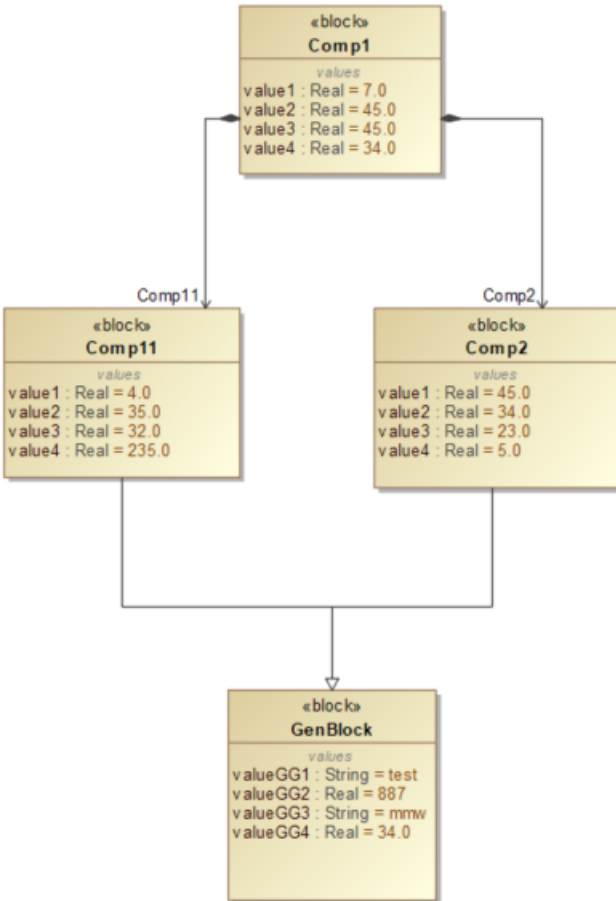 «block»
Comp1
values
value1 : Real = 7.0
value2 : Real = 45.0
value3 : Real = 45.0
value4 : Real = 34.0
Comp11
Comp2
«block»
Comp11
values
value1 : Real = 4.0
value2 : Real = 35.0
value3 : Real = 32.0
value4 : Real = 235.0
«block»
Comp2
values
value1 : Real = 45.0
value2 : Real = 34.0
value3 : Real = 23.0
value4 : Real = 5.0
«block»
GenBlock
values
valueGG1 : String = test
valueGG2 : Real = 887
valueGG3 : String = mmw
valueGG4 : Real = 34.0